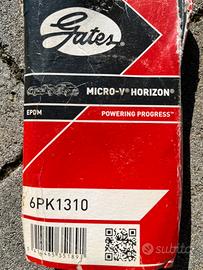 Gates
MICRO-V® HORIZON®
EPDM
POWERING PROGRESS™
6PK1310
subito